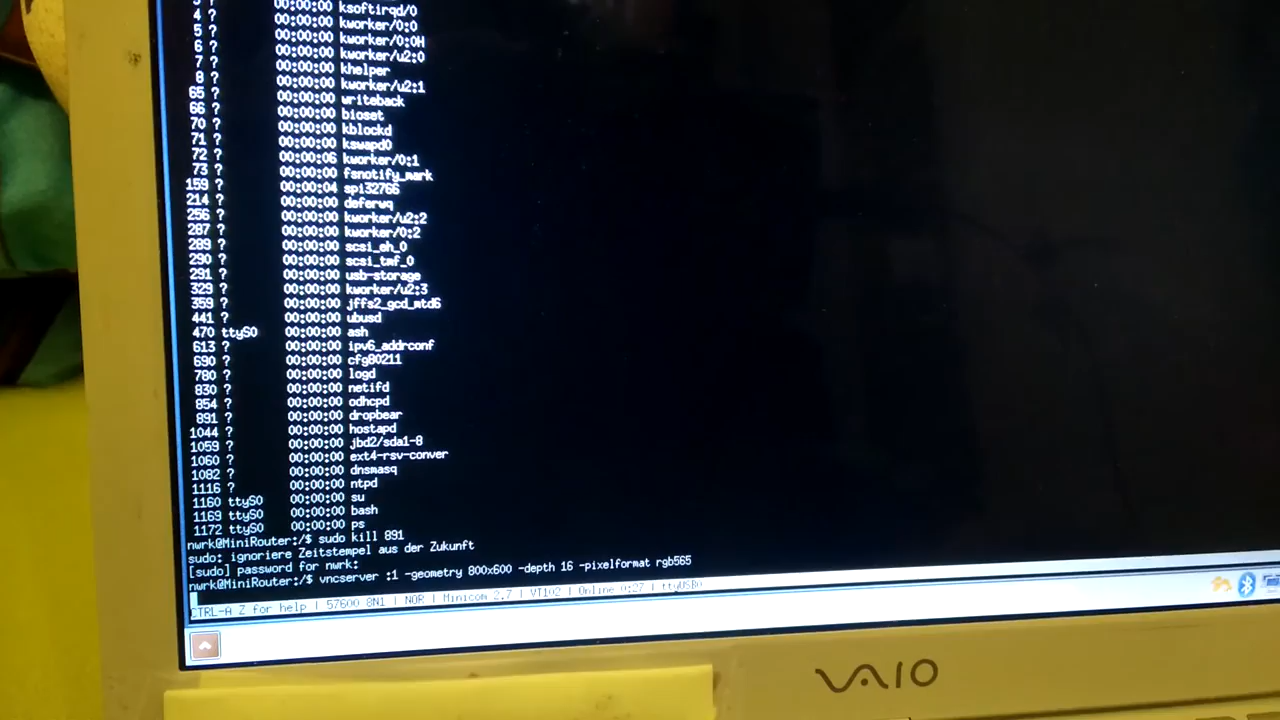 3 ? 00:00:00 ksoftirqd/0
4 ? 00:00:00 kworker/0:0
5 ? 00:00:00 kworker/0:0H
6 ? 00:00:00 kworker/u2:0
7 ? 00:00:00 khelper
8 ? 00:00:00 kworker/u2:1
65 ? 00:00:00 writeback
66 ? 00:00:00 bioset
70 ? 00:00:00 kblockd
71 ? 00:00:00 kswapd0
72 ? 00:00:06 kworker/0:1
73 ? 00:00:00 fsnotify_mark
159 ? 00:00:04 spi32766
214 ? 00:00:00 deferwq
256 ? 00:00:00 kworker/u2:2
287 ? 00:00:00 kworker/0:2
289 ? 00:00:00 scsi_eh_0
290 ? 00:00:00 scsi_tmf_0
291 ? 00:00:00 usb-storage
329 ? 00:00:00 kworker/u2:3
359 ? 00:00:00 jffs2_gcd_mtd6
441 ? 00:00:00 ubusd
470 ttyS0 00:00:00 ash
613 ? 00:00:00 ipv6_addrconf
690 ? 00:00:00 cfg80211
780 ? 00:00:00 logd
830 ? 00:00:00 netifd
854 ? 00:00:00 odhcpd
891 ? 00:00:00 dropbear
1044 ? 00:00:00 hostapd
1059 ? 00:00:00 jbd2/sda1-8
1060 ? 00:00:00 ext4-rsv-conver
1082 ? 00:00:00 dnsmasq
1116 ? 00:00:00 ntpd
1160 ttyS0 00:00:00 su
1169 ttyS0 00:00:00 bash
1172 ttyS0 00:00:00 ps
nwrk@MiniRouter:/$ sudo kill 891
sudo: ignoriere Zeitstempel aus der Zukunft
[sudo] password for nwrk:
nwrk@MiniRouter:/$ vncserver :1 -geometry 800x600 -depth 16 -pixelformat rgb565
CTRL-A Z for help | 57600 8N1 | NOR | Minicom 2.7 | VT102 | Online 0:27 | ttyUSB0
VAIO